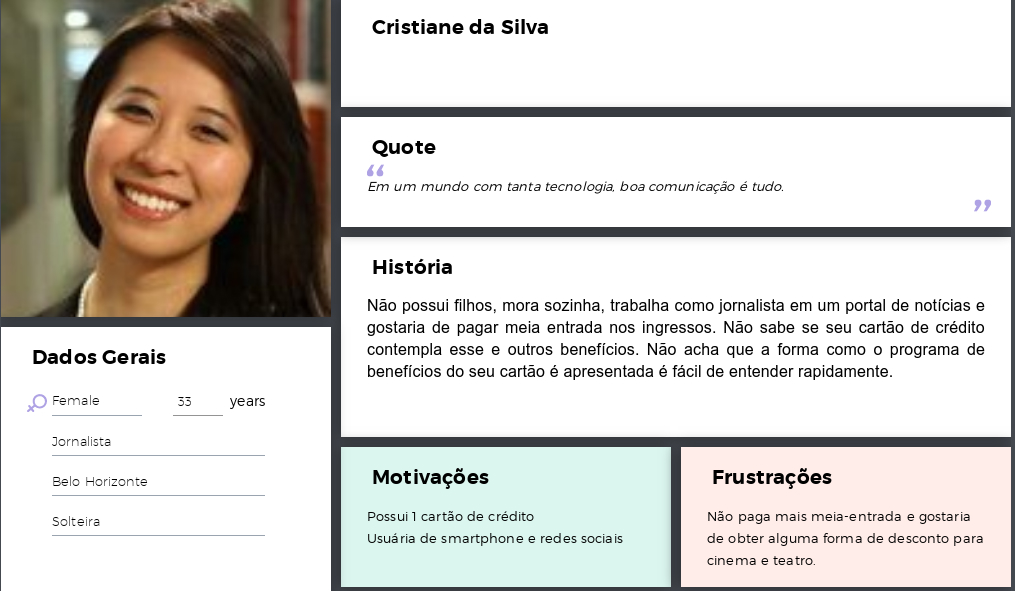 Cristiane da Silva
Quote
“
Em um mundo com tanta tecnologia, boa comunicação é tudo.
”
História
Não possui filhos, mora sozinha, trabalha como jornalista em um portal de notícias e
gostaria de pagar meia entrada nos ingressos. Não sabe se seu cartão de crédito
contempla esse e outros benefícios. Não acha que a forma como o programa de
benefícios do seu cartão é apresentada é fácil de entender rapidamente.
Dados Gerais
Female 33 years
Jornalista
Belo Horizonte
Solteira
Motivações
Possui 1 cartão de crédito
Usuária de smartphone e redes sociais
Frustrações
Não paga mais meia-entrada e gostaria
de obter alguma forma de desconto para
cinema e teatro.